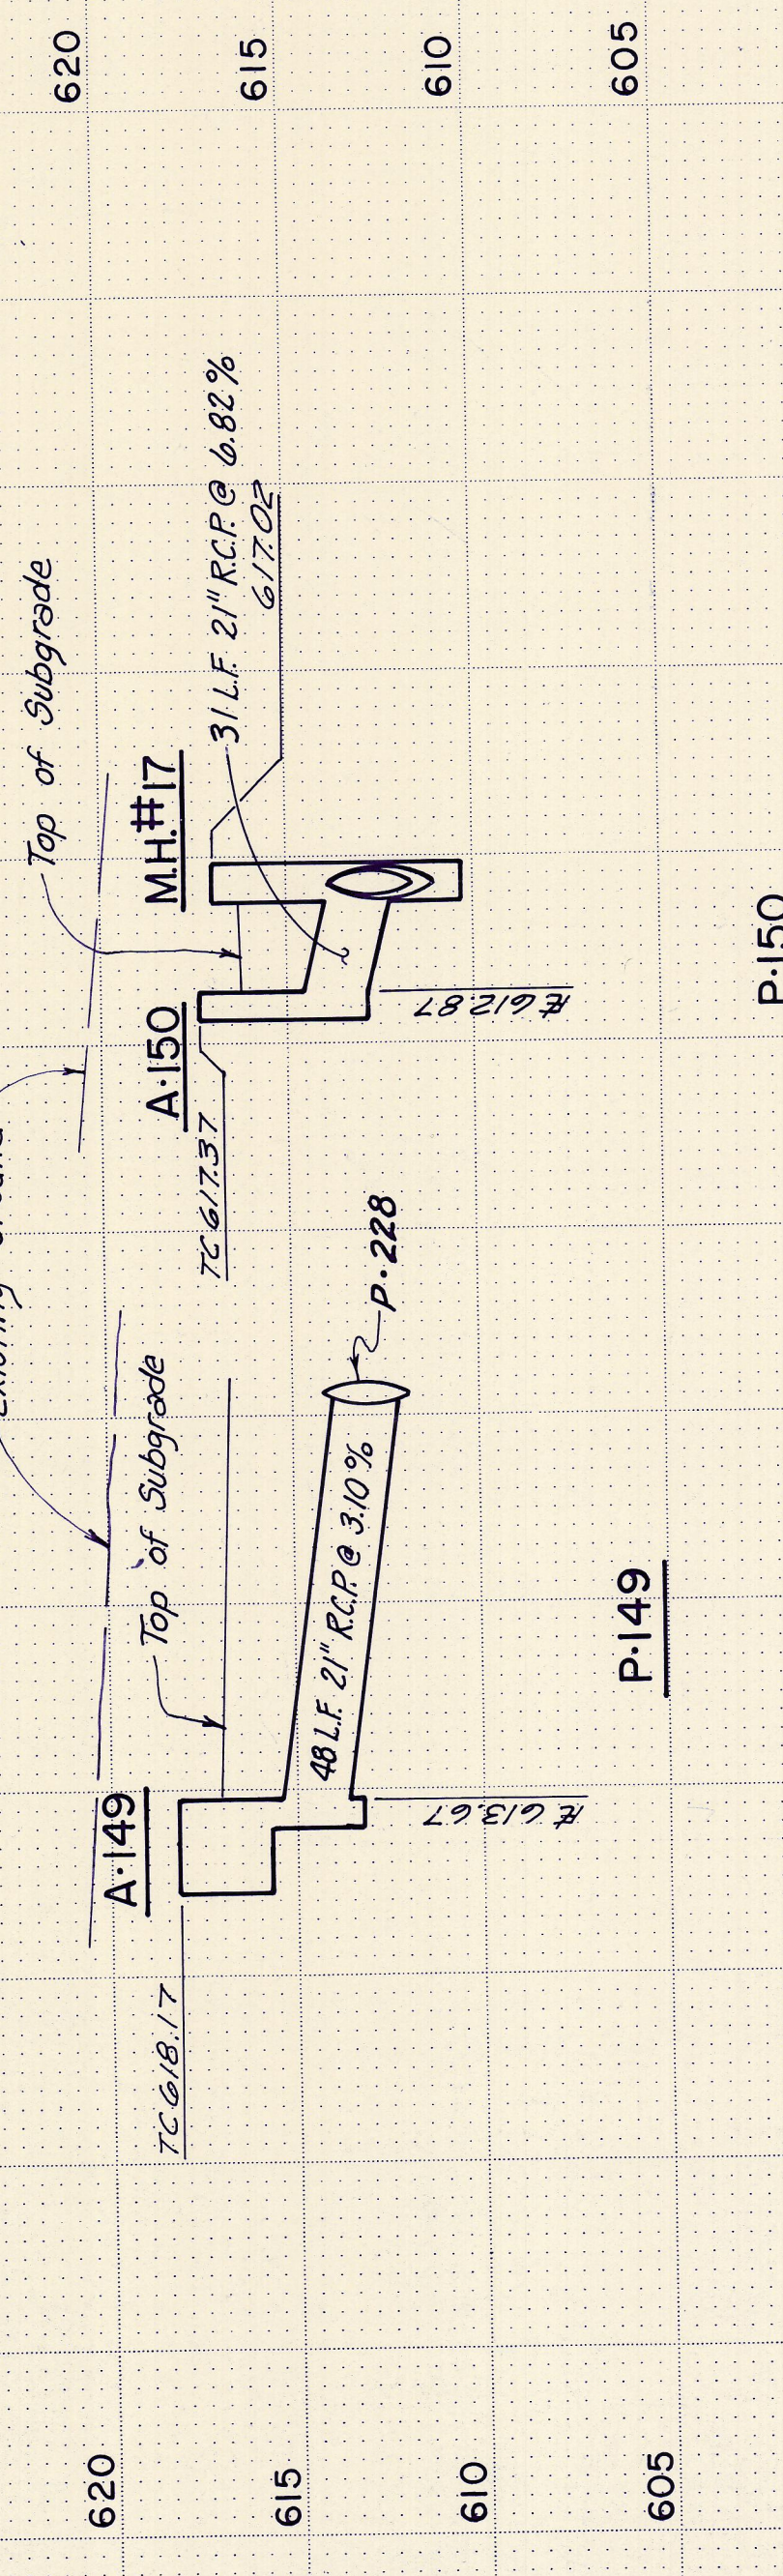 620
615
610
605
Top of Subgrade
31 L.F. 21" R.C.P. @ 6.82%
617.02
M.H. #17
A·150
TC 617.37
612.87
P·150
P·228
Top of Subgrade
48 L.F. 21" R.C.P. @ 3.10%
A·149
TC 618.17
613.67
P·149
620
615
610
605